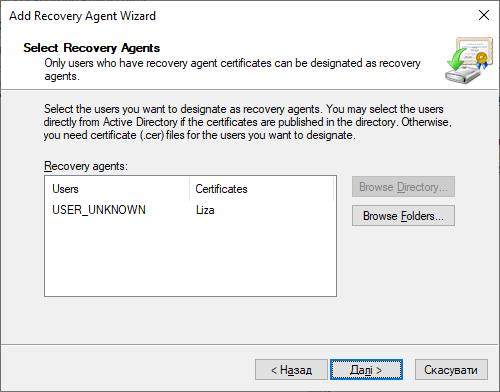 Add Recovery Agent Wizard
Select Recovery Agents
Only users who have recovery agent certificates can be designated as recovery
agents.
Select the users you want to designate as recovery agents. You may select the users
directly from Active Directory if the certificates are published in the directory. Otherwise,
you need certificate (.cer) files for the users you want to designate.
Recovery agents:
Users Certificates
USER_UNKNOWN Liza
Browse Directory...
Browse Folders...
< Назад Далі > Скасувати